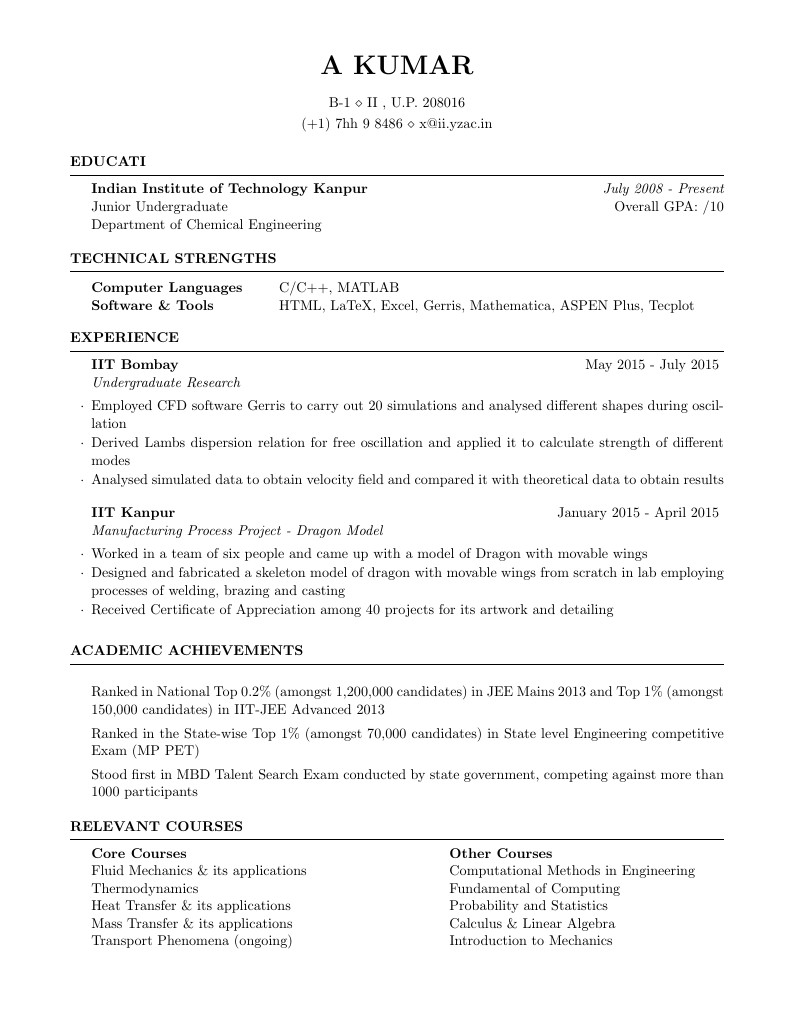 A KUMAR
B-1 ⋄ II , U.P. 208016
(+1) 7hh 9 8486 ⋄ x@ii.yzac.in
EDUCATI
Indian Institute of Technology Kanpur July 2008 - Present
Junior Undergraduate Overall GPA: /10
Department of Chemical Engineering
TECHNICAL STRENGTHS
Computer Languages C/C++, MATLAB
Software & Tools HTML, LaTeX, Excel, Gerris, Mathematica, ASPEN Plus, Tecplot
EXPERIENCE
IIT Bombay May 2015 - July 2015
Undergraduate Research
· Employed CFD software Gerris to carry out 20 simulations and analysed different shapes during oscil-
lation
· Derived Lambs dispersion relation for free oscillation and applied it to calculate strength of different
modes
· Analysed simulated data to obtain velocity field and compared it with theoretical data to obtain results
IIT Kanpur January 2015 - April 2015
Manufacturing Process Project - Dragon Model
· Worked in a team of six people and came up with a model of Dragon with movable wings
· Designed and fabricated a skeleton model of dragon with movable wings from scratch in lab employing
processes of welding, brazing and casting
· Received Certificate of Appreciation among 40 projects for its artwork and detailing
ACADEMIC ACHIEVEMENTS
Ranked in National Top 0.2% (amongst 1,200,000 candidates) in JEE Mains 2013 and Top 1% (amongst
150,000 candidates) in IIT-JEE Advanced 2013
Ranked in the State-wise Top 1% (amongst 70,000 candidates) in State level Engineering competitive
Exam (MP PET)
Stood first in MBD Talent Search Exam conducted by state government, competing against more than
1000 participants
RELEVANT COURSES
Core Courses Other Courses
Fluid Mechanics & its applications Computational Methods in Engineering
Thermodynamics Fundamental of Computing
Heat Transfer & its applications Probability and Statistics
Mass Transfer & its applications Calculus & Linear Algebra
Transport Phenomena (ongoing) Introduction to Mechanics